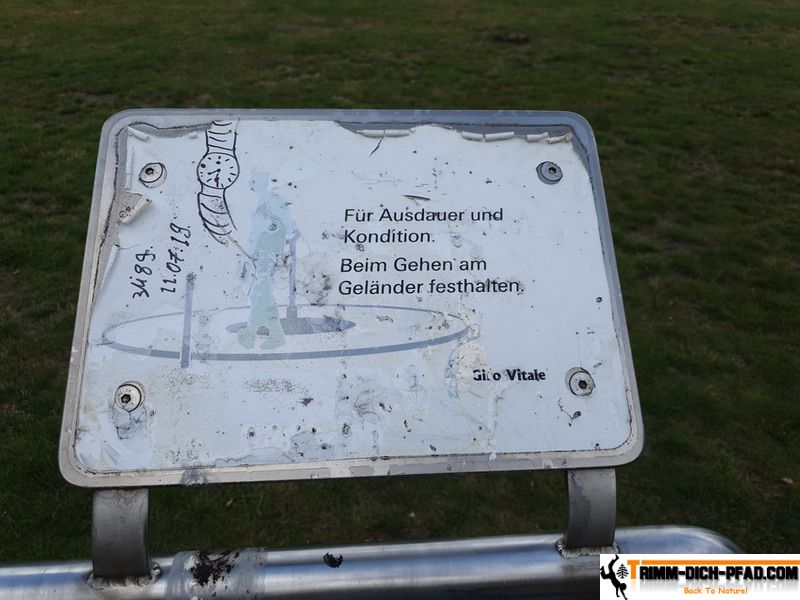 Für Ausdauer und
Kondition.
Beim Gehen am
Geländer festhalten.
Giro Vitale
3489
11.07.19.
TRIMM-DICH-PFAD.COM
Back To Nature!